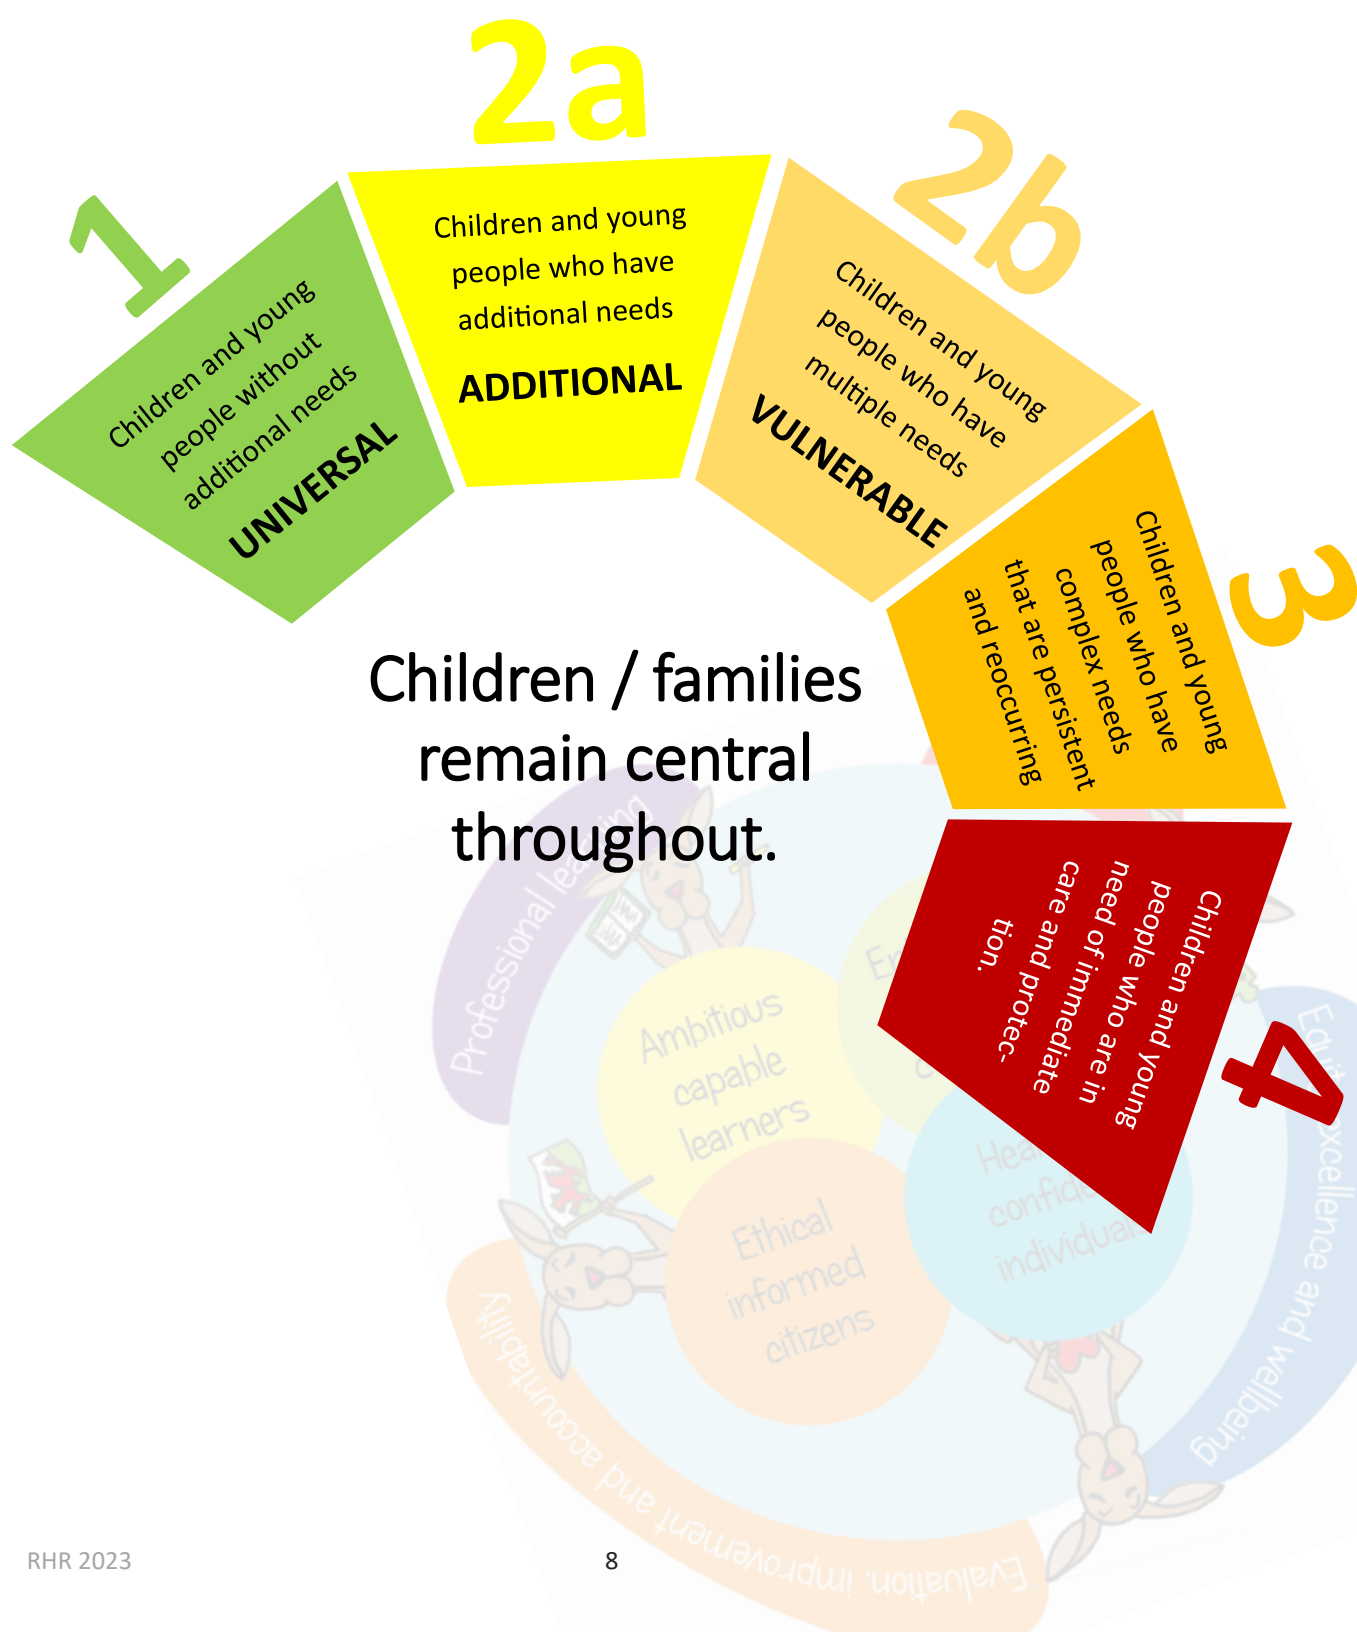 1
Children and young
people without
additional needs
UNIVERSAL
2a
Children and young
people who have
additional needs
ADDITIONAL
2b
Children and young
people who have
multiple needs
VULNERABLE
3
Children and young
people who have
complex needs
that are persistent
and reoccurring
4
Children and young
people who are in
need of immediate
care and protec-
tion.
Children / families
remain central
throughout.
Professional
Ambitious
capable
learners
Ethical
informed
citizens
individuals
excellence and wellbeing
Evaluation, improvement and accountability
RHR 2023
8